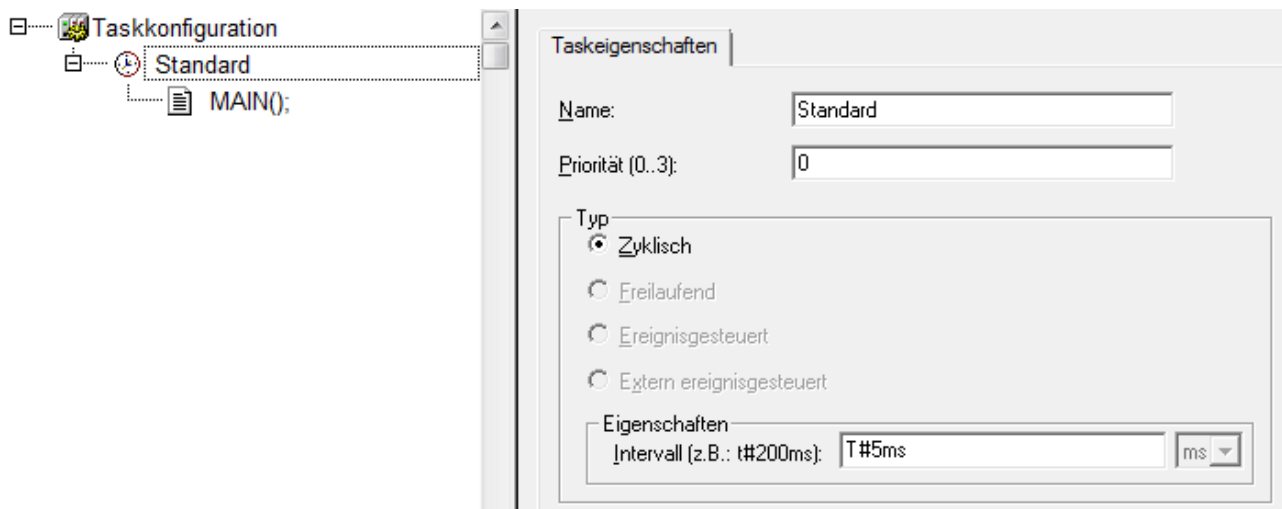 Taskkonfiguration
Standard
MAIN();
Taskeigenschaften
Name: Standard
Priorität (0..3): 0
Typ
Zyklisch
Freilaufend
Ereignisgesteuert
Extern ereignisgesteuert
Eigenschaften
Intervall (z.B.: t#200ms): T#5ms ms